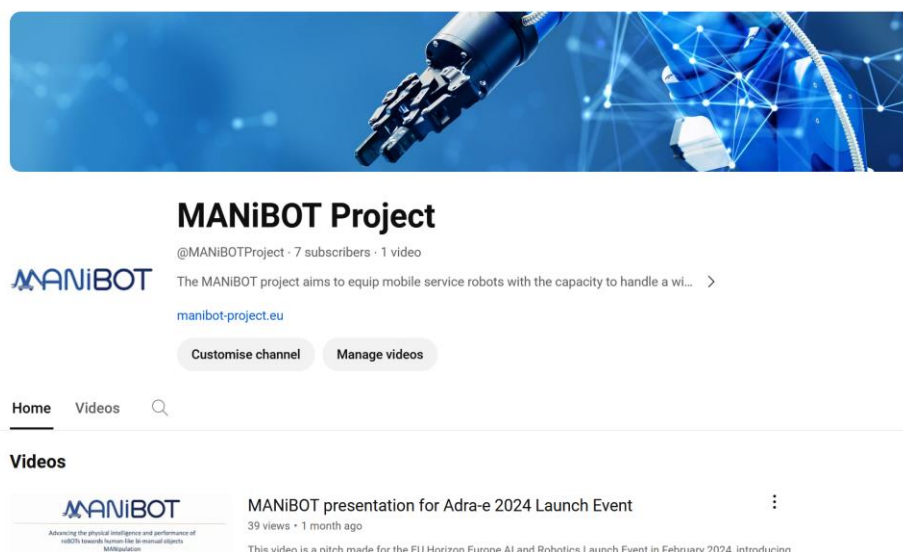 MANiBOT Project
@MANiBOTProject · 7 subscribers · 1 video
MANiBOT
The MANiBOT project aims to equip mobile service robots with the capacity to handle a wi...
manibot-project.eu
Customise channel Manage videos
Home Videos
Videos
MANiBOT
Advancing the physical intelligence and performance of
roBOTs towards human-like bi-manual objects
MANipulation
MANiBOT presentation for Adra-e 2024 Launch Event
39 views • 1 month ago
This video is a pitch made for the EU Horizon Europe AI and Robotics Launch Event in February 2024, introducing